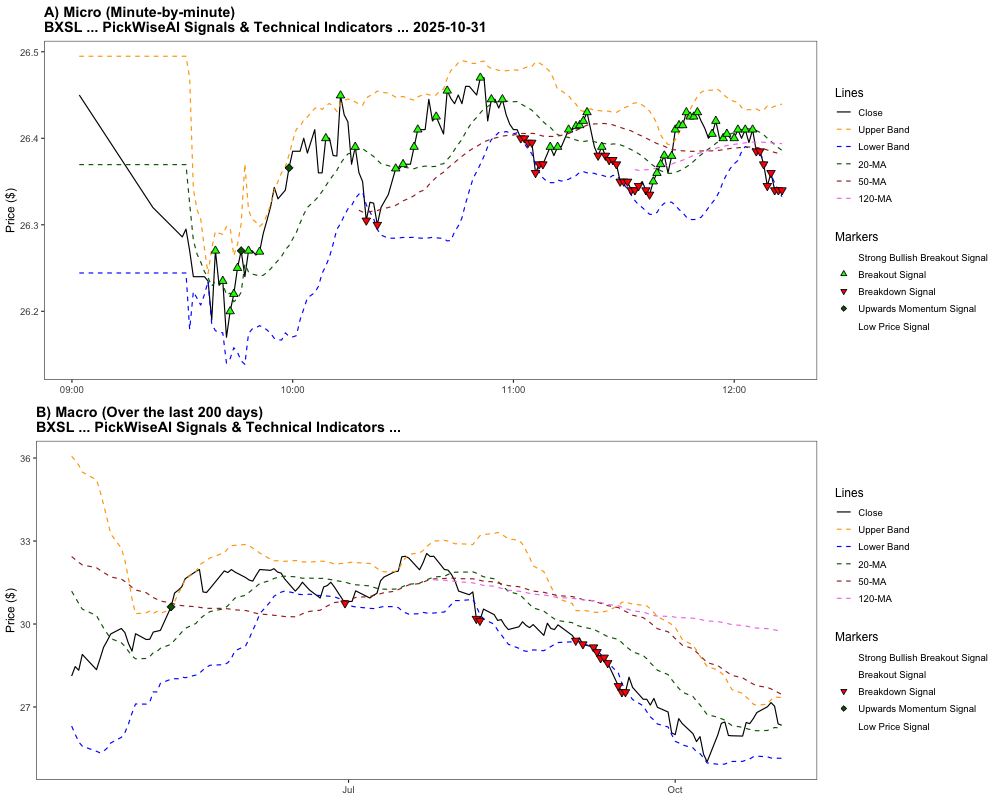 A) Micro (Minute-by-minute)
BXSL ... PickWiseAI Signals & Technical Indicators ... 2025-10-31
26.5
26.4
26.3
26.2
Price ($)
09:00
10:00
11:00
12:00
Lines
Close
Upper Band
Lower Band
20-MA
50-MA
120-MA
Markers
Strong Bullish Breakout Signal
Breakout Signal
Breakdown Signal
Upwards Momentum Signal
Low Price Signal
B) Macro (Over the last 200 days)
BXSL ... PickWiseAI Signals & Technical Indicators ...
36
33
30
27
Price ($)
Jul
Oct
Lines
Close
Upper Band
Lower Band
20-MA
50-MA
120-MA
Markers
Strong Bullish Breakout Signal
Breakout Signal
Breakdown Signal
Upwards Momentum Signal
Low Price Signal